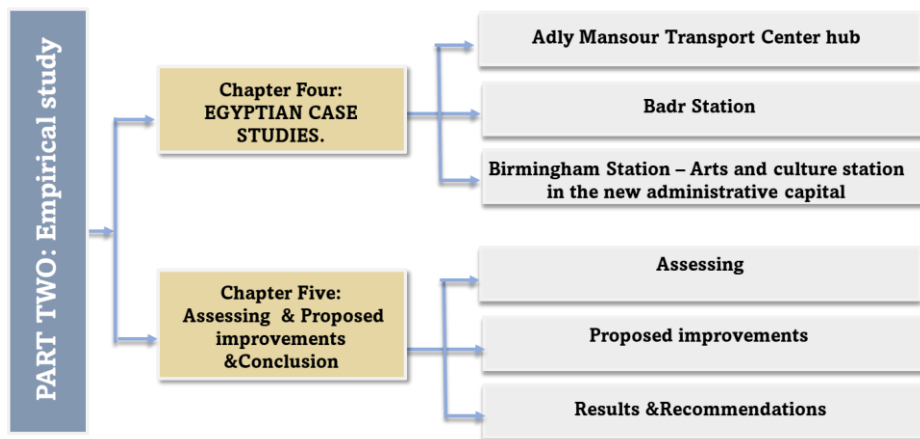 PART TWO: Empirical study
Chapter Four:
EGYPTIAN CASE
STUDIES.
Adly Mansour Transport Center hub
Badr Station
Birmingham Station – Arts and culture station
in the new administrative capital
Chapter Five:
Assessing & Proposed
improvements
&Conclusion
Assessing
Proposed improvements
Results &Recommendations